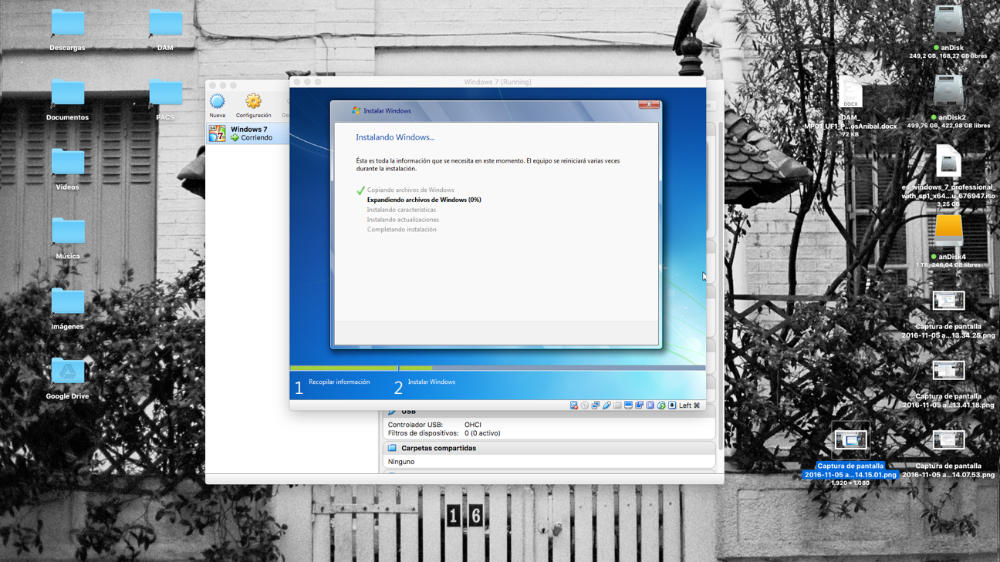 Descargas
DAM
Documentos
PACS
Vídeos
Música
Imágenes
Google Drive
Nueva
Configuración
Windows 7
Corriendo
Windows 7 [Running]
Instalar Windows
Instalando Windows...
Ésta es toda la información que se necesita en este momento. El equipo se reiniciará varias veces
durante la instalación.
Copiando archivos de Windows
Expandiendo archivos de Windows (0%)
Instalando características
Instalando actualizaciones
Completando instalación
1 Recopilar información
2 Instalar Windows
Left ⌘
USB
Controlador USB: OHCI
Filtros de dispositivos: 0 (0 activo)
Carpetas compartidas
Ninguno
16
anDisk
249,2 GB, 168,27 GB libres
DOCX
DAM_
MP01_UF1_P...osAnibal.docx
72 KB
anDisk2
499,76 GB, 422,98 GB libres
es_windows_7_professional_
with_sp1_x64...u_676947.iso
3,25 GB
anDisk4
1 TB, 246,04 GB libres
Captura de pantalla
2016-11-05 a...13.34.25.png
Captura de pantalla
2016-11-05 a...13.41.18.png
Captura de pantalla
2016-11-05 a...14.15.01.png
1.920 × 1.080
Captura de pantalla
2016-11-05 a...14.07.53.png